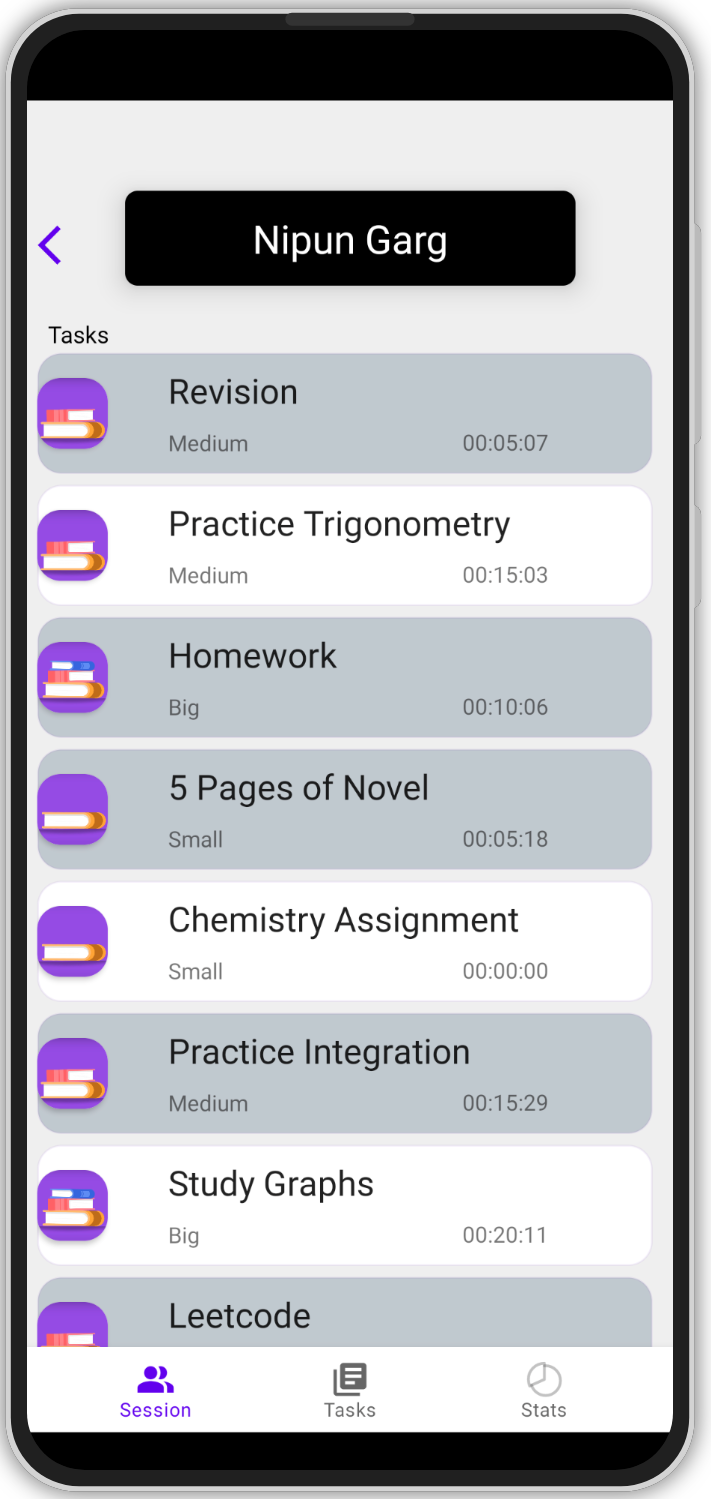 Nipun Garg
Tasks
Revision
Medium 00:05:07
Practice Trigonometry
Medium 00:15:03
Homework
Big 00:10:06
5 Pages of Novel
Small 00:05:18
Chemistry Assignment
Small 00:00:00
Practice Integration
Medium 00:15:29
Study Graphs
Big 00:20:11
Leetcode
Session Tasks Stats